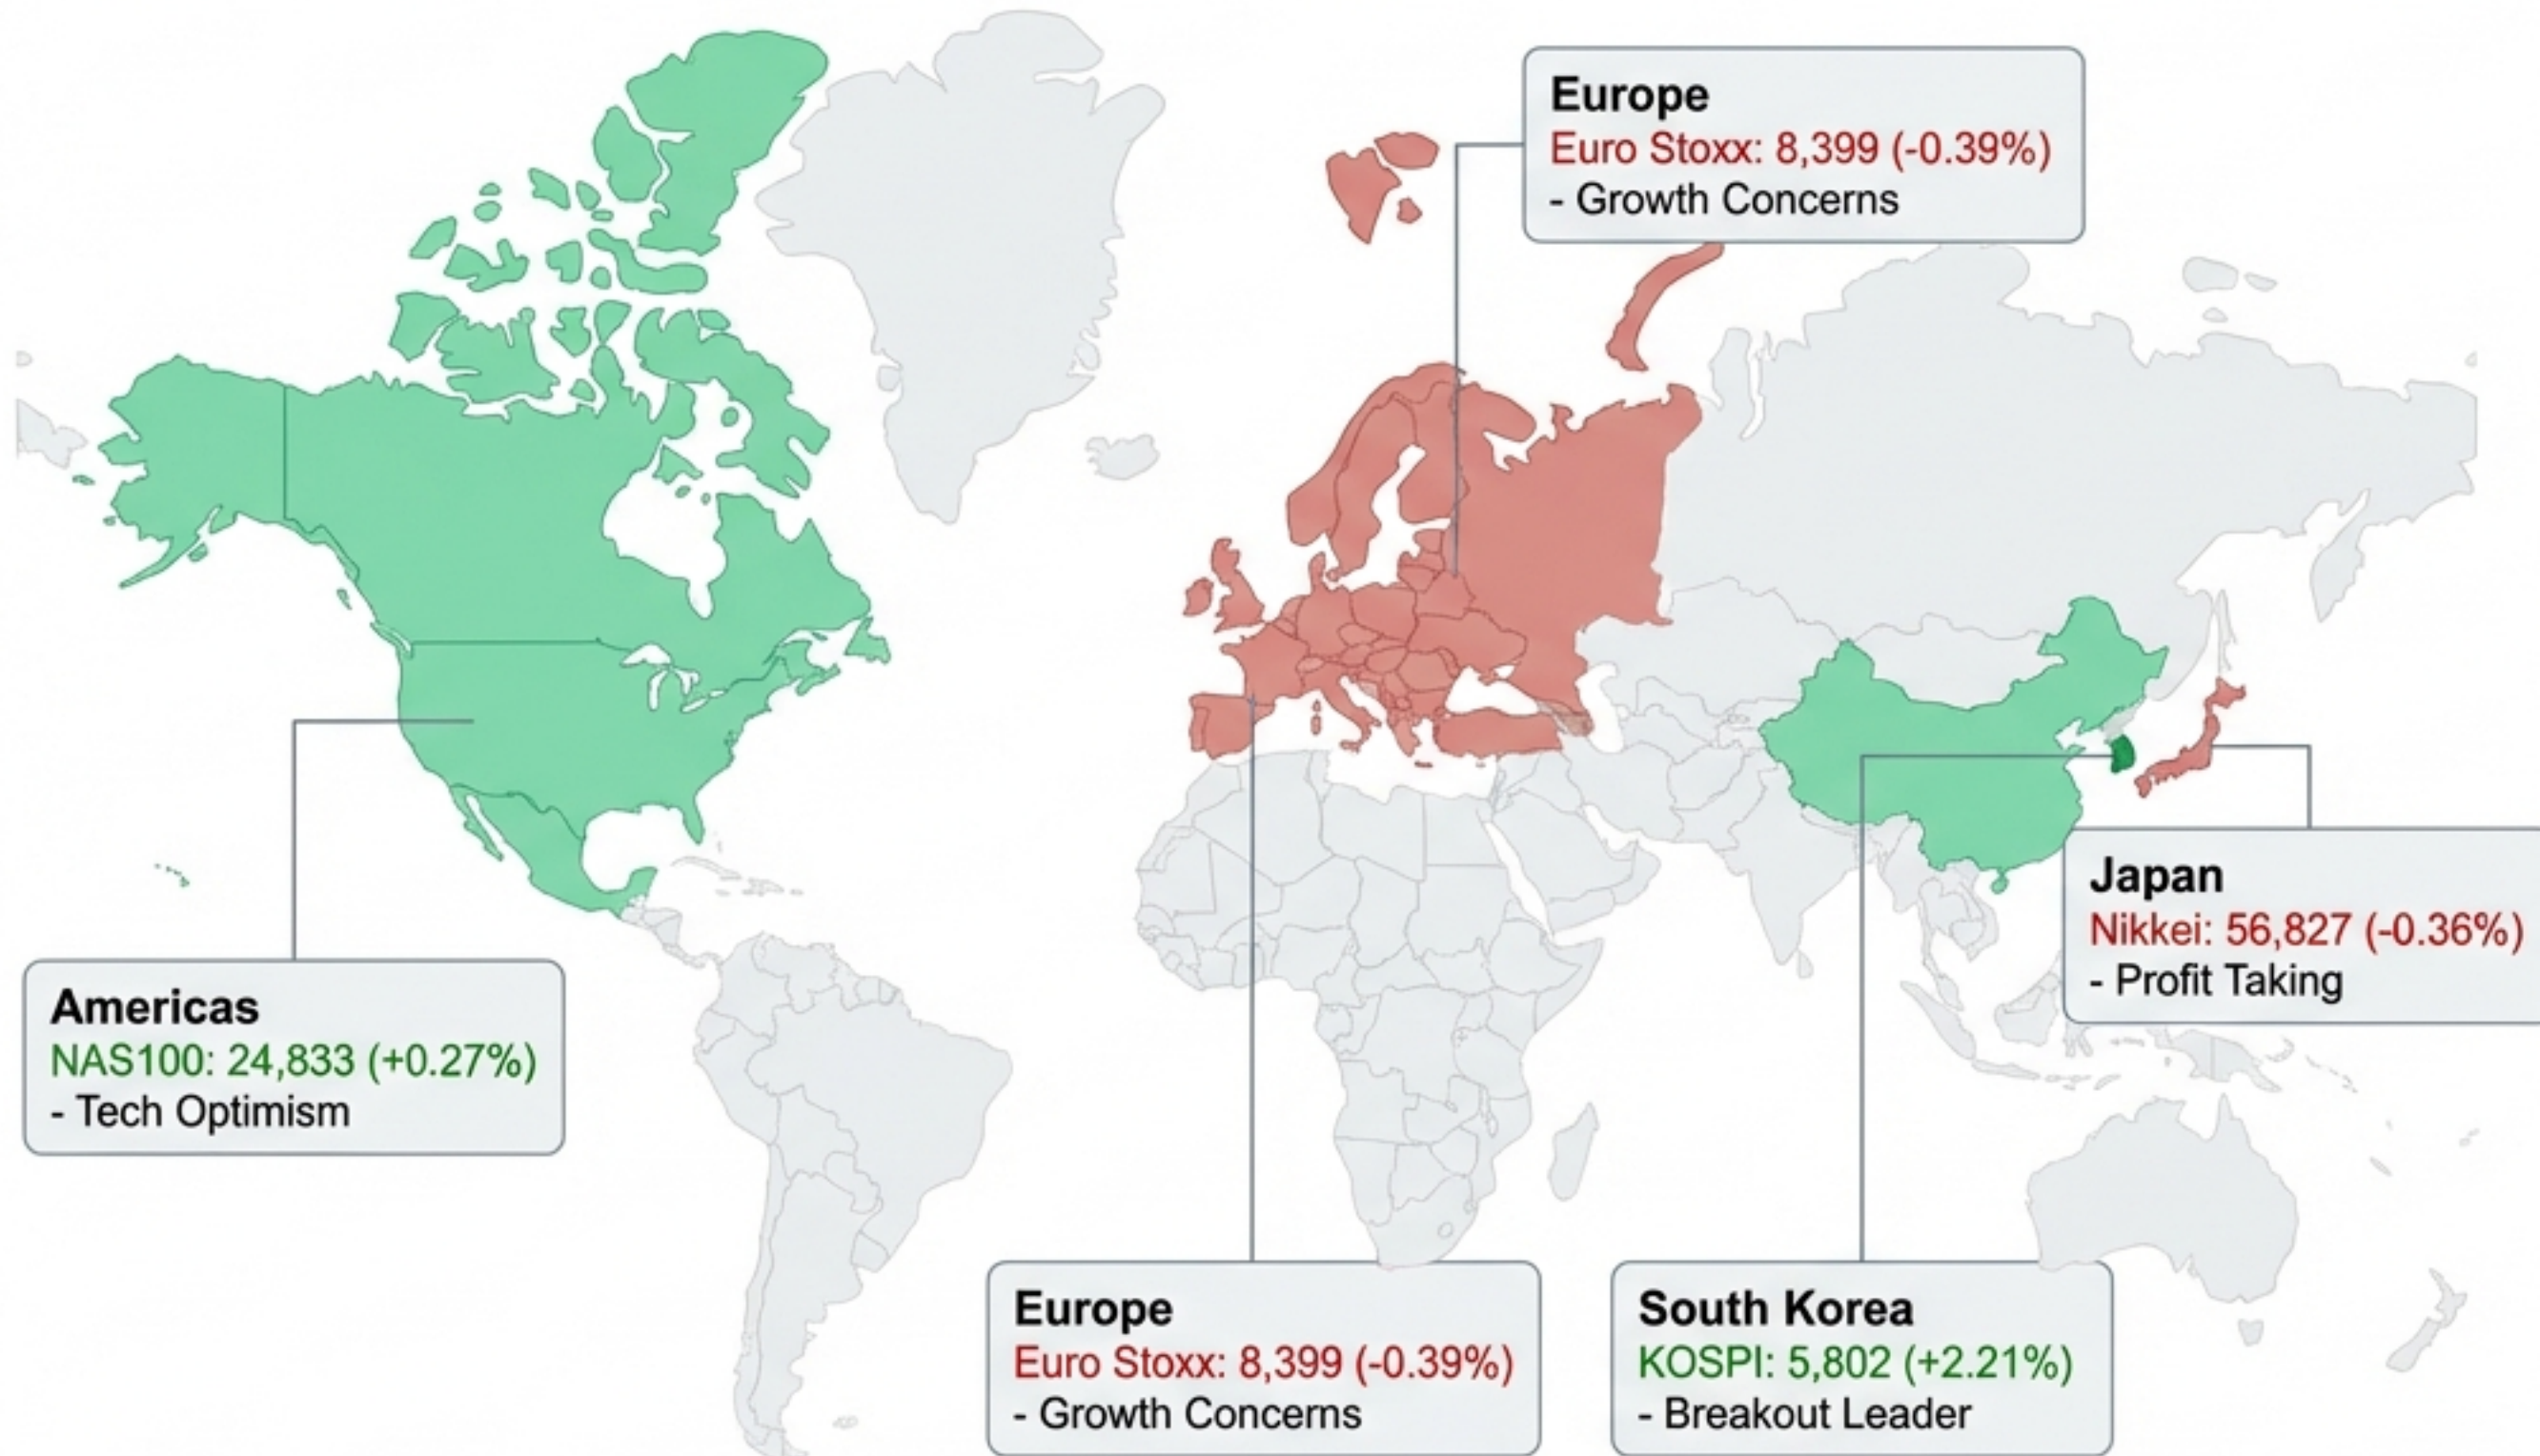 Europe
Euro Stoxx: 8,399 (-0.39%)
- Growth Concerns
Japan
Nikkei: 56,827 (-0.36%)
- Profit Taking
Americas
NAS100: 24,833 (+0.27%)
- Tech Optimism
Europe
Euro Stoxx: 8,399 (-0.39%)
- Growth Concerns
South Korea
KOSPI: 5,802 (+2.21%)
- Breakout Leader